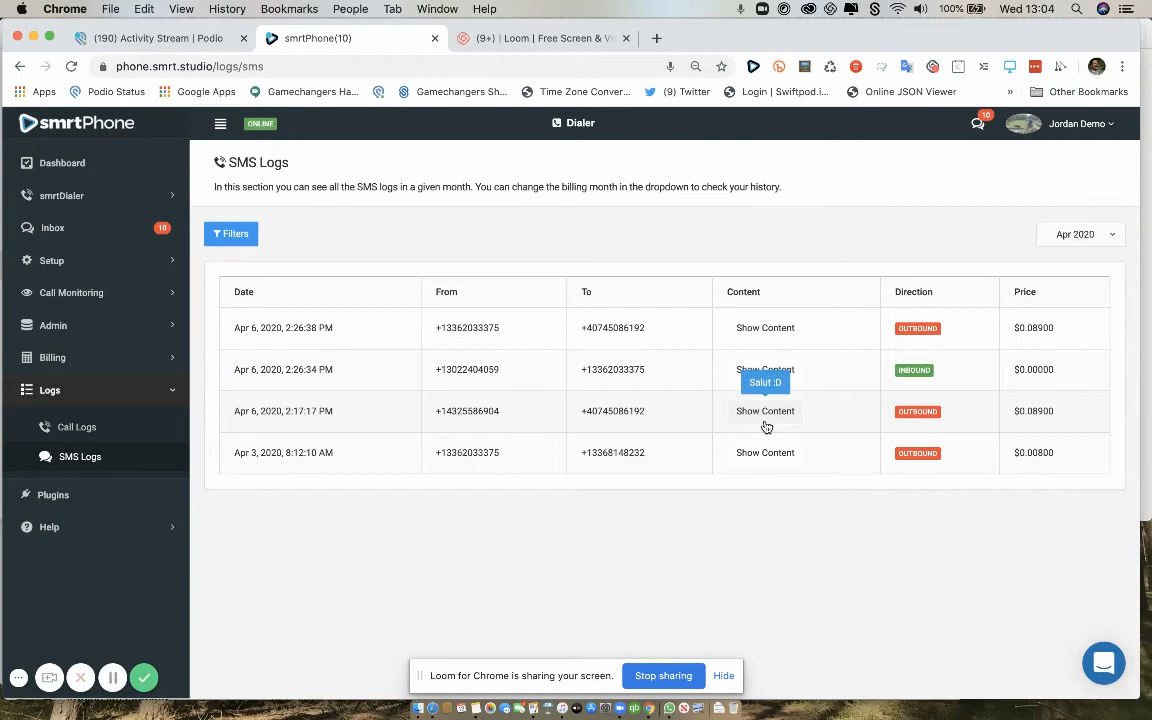 Chrome File Edit View History Bookmarks People Tab Window Help 100% Wed 13:04
(190) Activity Stream | Podio smrtPhone(10) (9+) | Loom | Free Screen & Vi
phone.smrt.studio/logs/sms
Apps Podio Status Google Apps Gamechangers Ha... Gamechangers Sh... Time Zone Conver... (9) Twitter Login | Swiftpod.i... Online JSON Viewer » Other Bookmarks
smrtPhone ONLINE Dialer 10 Jordan Demo
Dashboard
smrtDialer
Inbox 10
Setup
Call Monitoring
Admin
Billing
Logs
Call Logs
SMS Logs
Plugins
Help
SMS Logs
In this section you can see all the SMS logs in a given month. You can change the billing month in the dropdown to check your history.
Filters Apr 2020
Date From To Content Direction Price
Apr 6, 2020, 2:26:38 PM +13362033375 +40745086192 Show Content OUTBOUND $0.08900
Apr 6, 2020, 2:26:34 PM +13022404059 +13362033375 Show Content INBOUND $0.00000
Salut :D
Apr 6, 2020, 2:17:17 PM +14325586904 +40745086192 Show Content OUTBOUND $0.08900
Apr 3, 2020, 8:12:10 AM +13362033375 +13368148232 Show Content OUTBOUND $0.00800
Loom for Chrome is sharing your screen. Stop sharing Hide